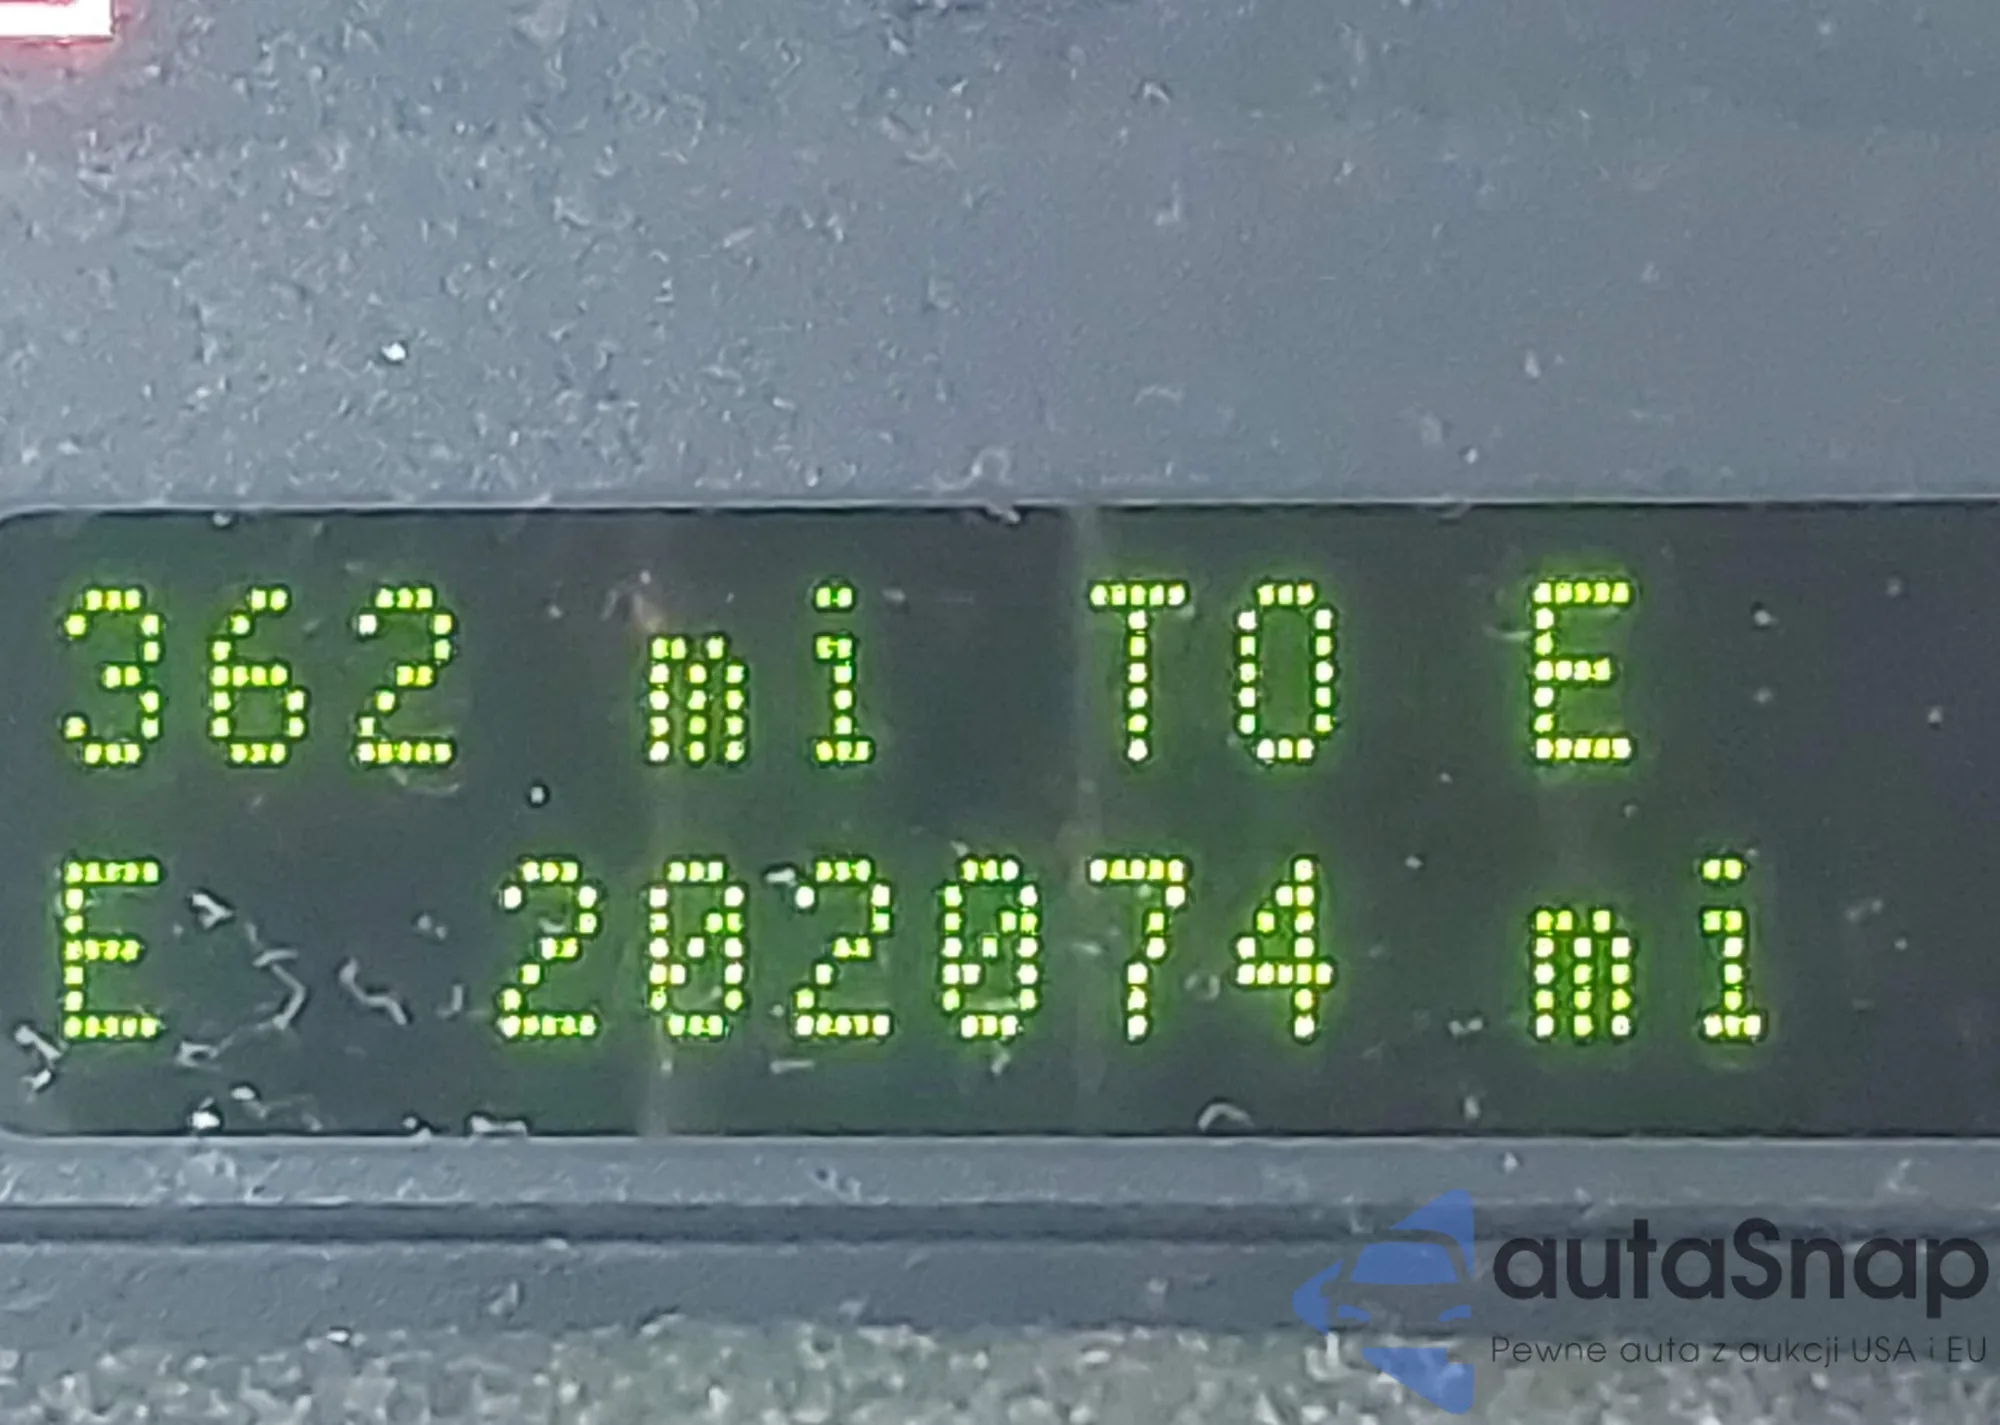 362 mi TO E
E 202074 mi
autaSnap
Pewne auta z aukcji USA i EU